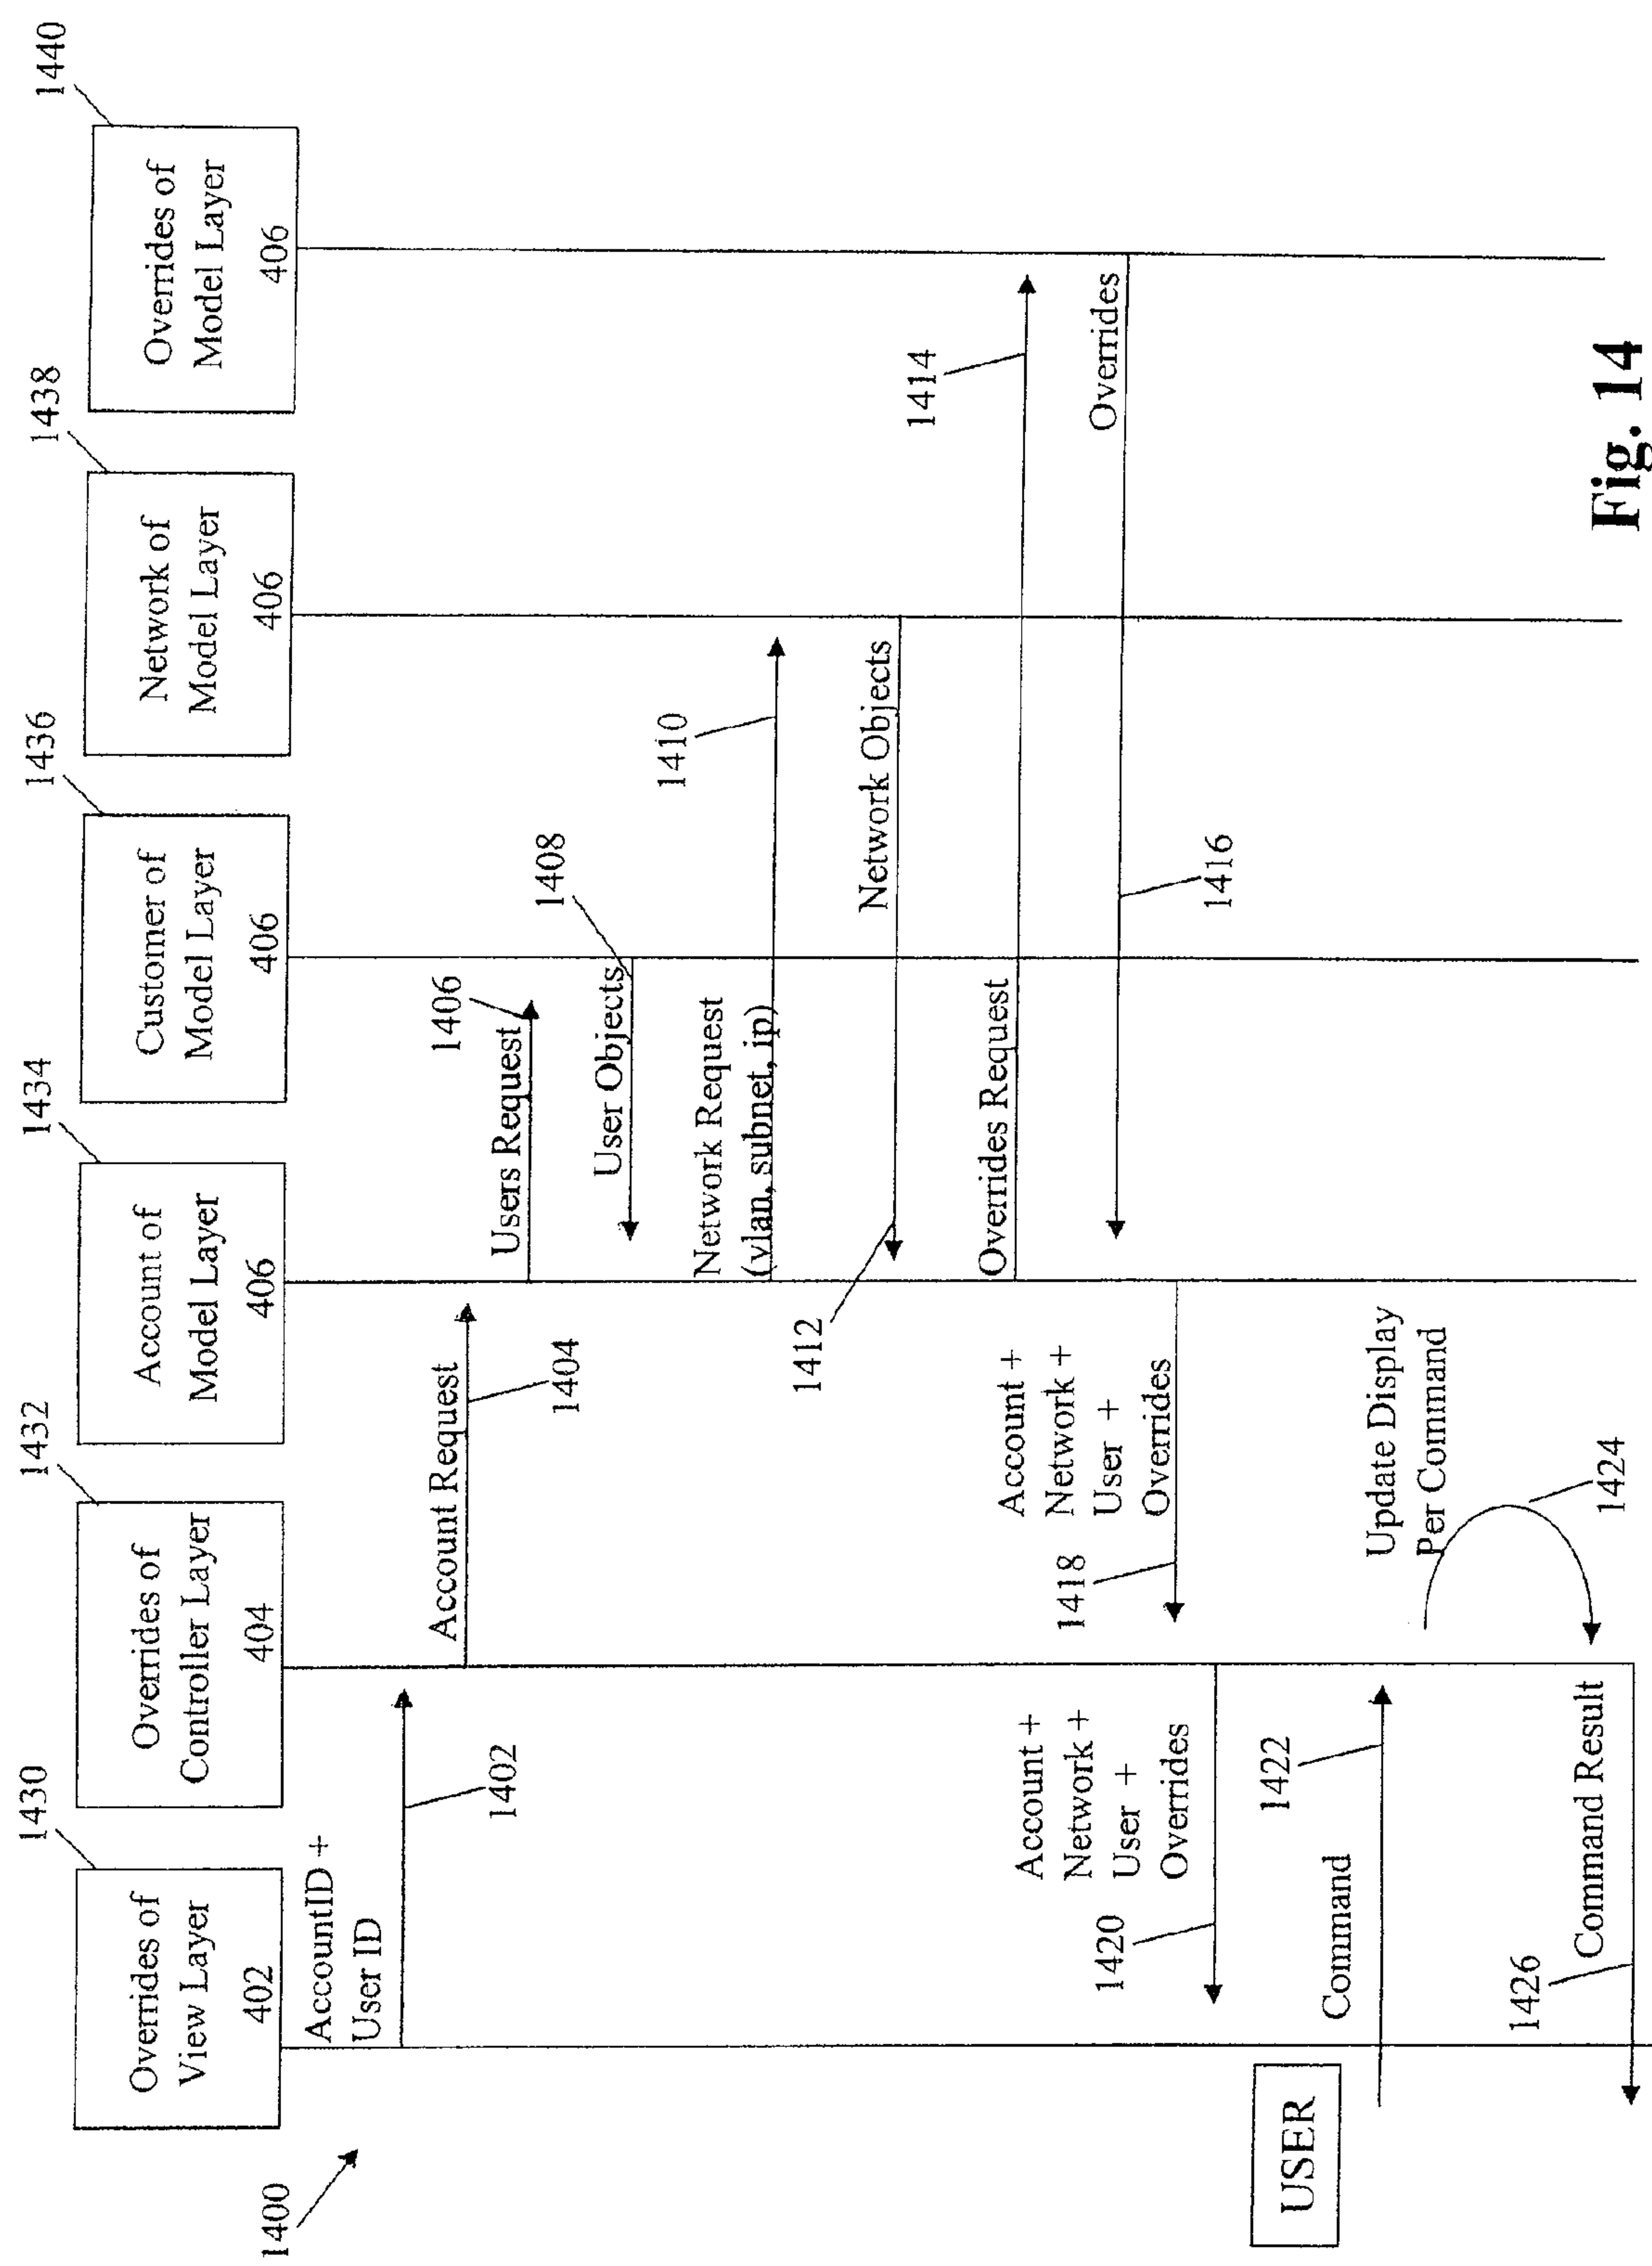 1400
1430
Overrides of
View Layer
402
1432
Overrides of
Controller Layer
404
1434
Account of
Model Layer
406
1436
Customer of
Model Layer
406
1438
Network of
Model Layer
406
1440
Overrides of
Model Layer
406
AccountID +
User ID
1402
Account Request
1404
Users Request
1406
User Objects
1408
Network Request
(vlan, subnet, ip)
1410
Network Objects
1412
Overrides Request
1414
Overrides
1416
Account +
Network +
User +
Overrides
1418
Account +
Network +
User +
Overrides
1420
USER
Command
1422
Update Display
Per Command
1424
Command Result
1426
Fig. 14